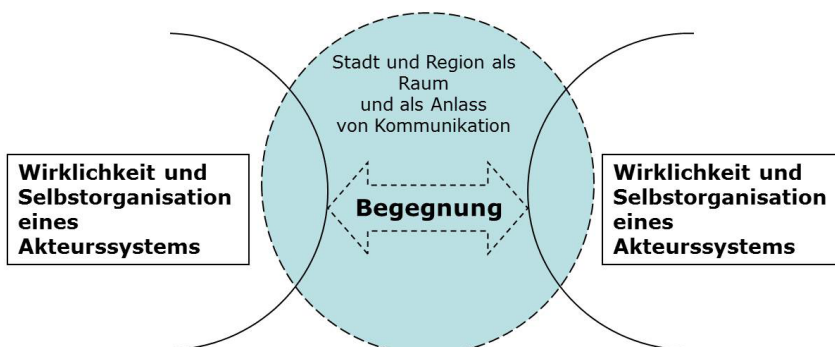 Stadt und Region als
Raum
und als Anlass
von Kommunikation
Wirklichkeit und
Selbstorganisation
eines
Akteurssystems
Begegnung
Wirklichkeit und
Selbstorganisation
eines
Akteurssystems